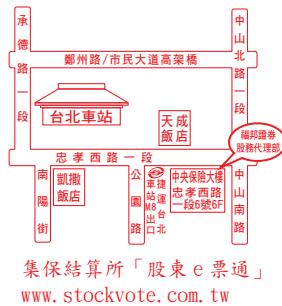 承德路一段
中山北路一段
鄭州路/市民大道高架橋
台北車站
天成
飯店
福邦證券
股務代理部
忠孝西路一段
南陽街
凱撒
飯店
公園路
捷運台北
車站M8出口
中央保險大樓
忠孝西路
一段6號6F
中山南路
集保結算所「股東e票通」
www.stockvote.com.tw